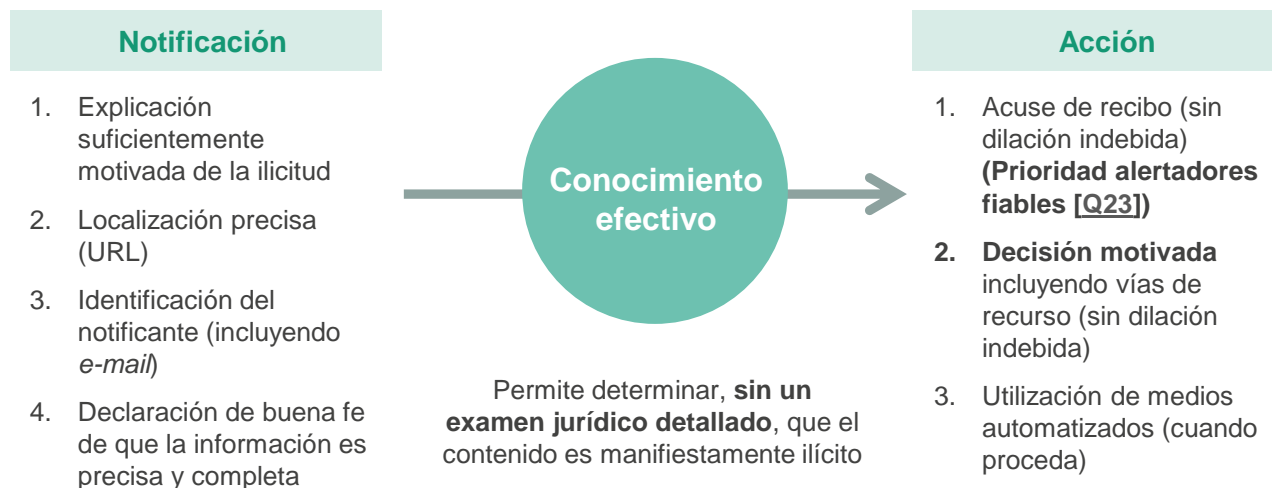 Notificación
1. Explicación
suficientemente
motivada de la ilicitud
2. Localización precisa
(URL)
3. Identificación del
notificante (incluyendo
e-mail)
4. Declaración de buena fe
de que la información es
precisa y completa
Conocimiento
efectivo
Permite determinar, sin un
examen jurídico detallado, que el
contenido es manifiestamente ilícito
Acción
1. Acuse de recibo (sin
dilación indebida)
(Prioridad alertadores
fiables [Q23])
2. Decisión motivada
incluyendo vías de
recurso (sin dilación
indebida)
3. Utilización de medios
automatizados (cuando
proceda)